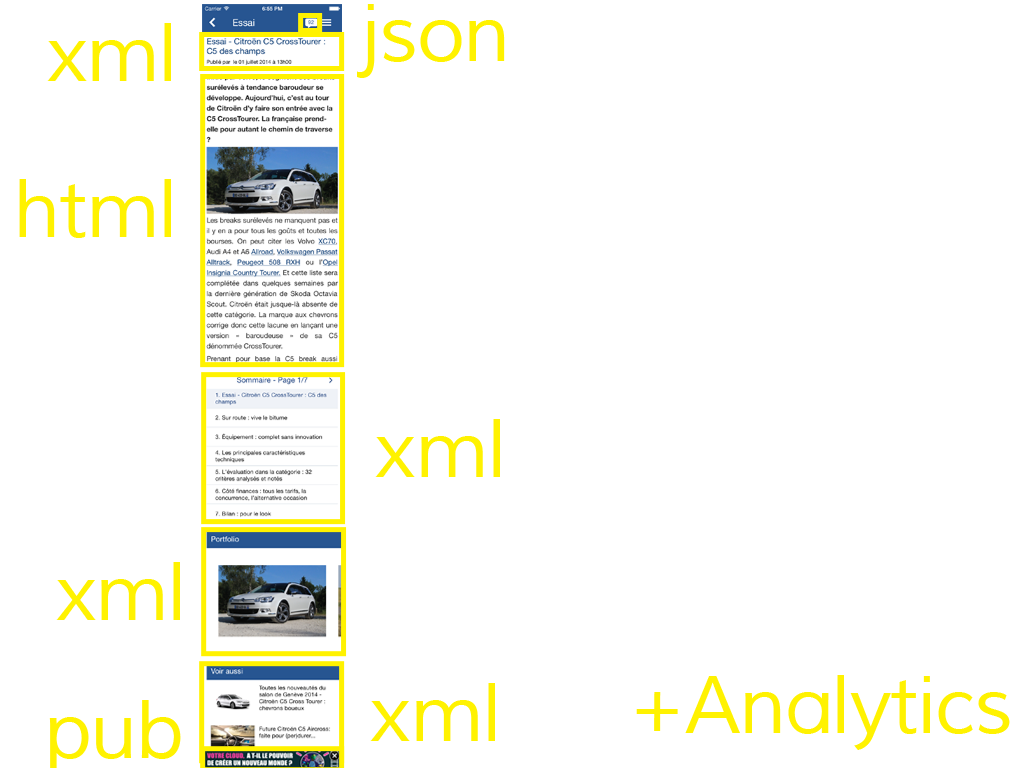 xml
json
Carrier
6:55 PM
Essai
92
Essai - Citroën C5 CrossTourer :
C5 des champs
Publié par le 01 juillet 2014 à 13h00
surélevés à tendance baroudeur se
développe. Aujourd'hui, c'est au tour
de Citroën d'y faire son entrée avec la
C5 CrossTourer. La française prend-
elle pour autant le chemin de traverse
?
html
Les breaks surélevés ne manquent pas et
il y en a pour tous les goûts et toutes les
bourses. On peut citer les Volvo XC70,
Audi A4 et A6 Allroad, Volkswagen Passat
Alltrack, Peugeot 508 RXH ou l'Opel
Insignia Country Tourer. Et cette liste sera
complétée dans quelques semaines par
la dernière génération de Skoda Octavia
Scout. Citroën était jusque-là absente de
cette catégorie. La marque aux chevrons
corrige donc cette lacune en lançant une
version « baroudeuse » de sa C5
dénommée CrossTourer.
Prenant pour base la C5 break aussi
Sommaire - Page 1/7
1. Essai - Citroën C5 CrossTourer : C5 des
champs
2. Sur route : vive le bitume
3. Équipement : complet sans innovation
4. Les principales caractéristiques
techniques
5. L'évaluation dans la catégorie : 32
critères analysés et notés
6. Côté finances : tous les tarifs, la
concurrence, l'alternative occasion
7. Bilan : pour le look
xml
Portfolio
xml
Voir aussi
Toutes les nouveautés du
salon de Genève 2014 -
Citroën C5 Cross Tourer :
chevrons boueux
Future Citroën C5 Aircross:
faite pour (per)durer...
VOTRE CLOUD, A T-IL LE POUVOIR
DE CRÉER UN NOUVEAU MONDE ?
pub
xml
+Analytics